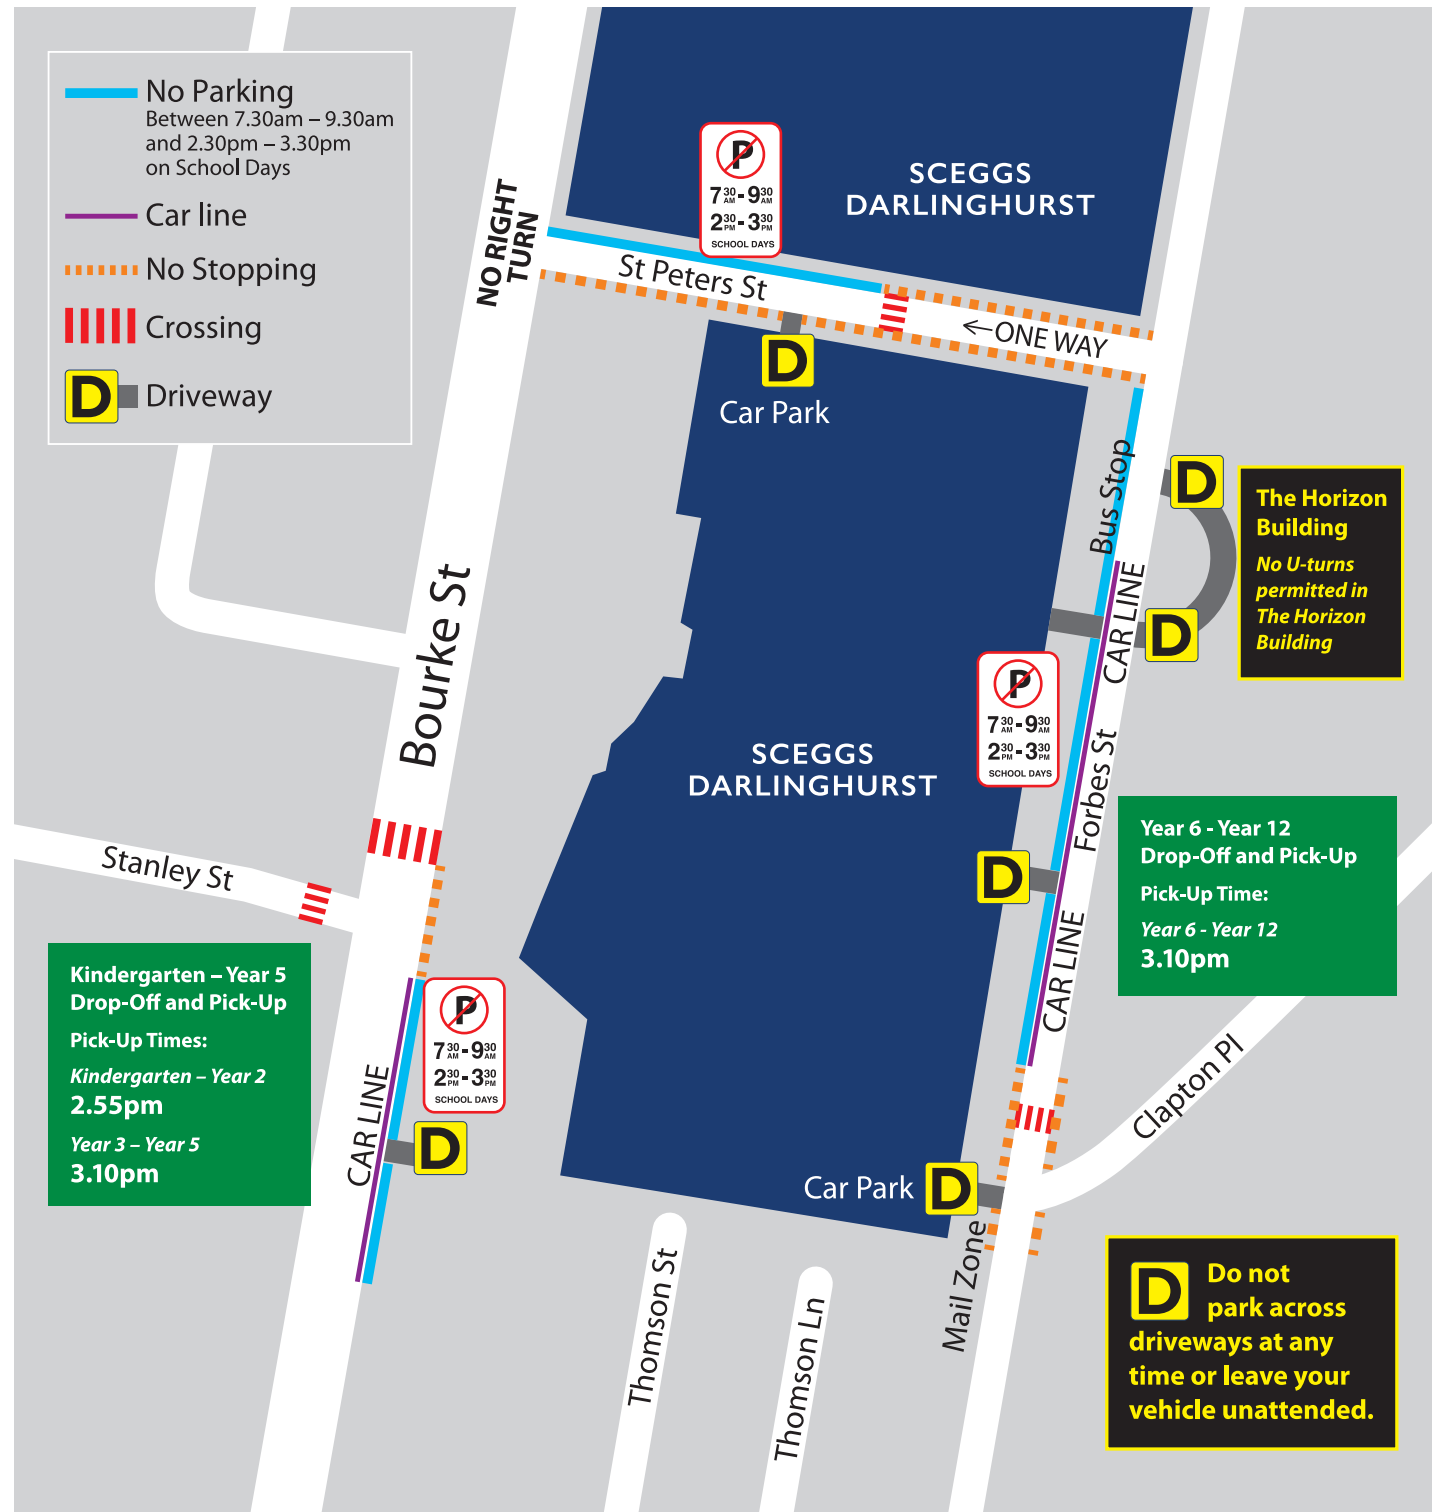 No Parking
Between 7.30am – 9.30am
and 2.30pm – 3.30pm
on School Days
Car line
No Stopping
Crossing
D Driveway
NO RIGHT
TURN
P
7 30 AM - 9 30 AM
2 30 PM - 3 30 PM
SCHOOL DAYS
SCEGGS
DARLINGHURST
St Peters St
← ONE WAY
D
Car Park
Bus Stop
D
The Horizon
Building
No U-turns
permitted in
The Horizon
Building
CAR LINE
D
Bourke St
P
7 30 AM - 9 30 AM
2 30 PM - 3 30 PM
SCHOOL DAYS
SCEGGS
DARLINGHURST
Forbes St
Year 6 - Year 12
Drop-Off and Pick-Up
Pick-Up Time:
Year 6 - Year 12
3.10pm
Stanley St
D
CAR LINE
Kindergarten – Year 5
Drop-Off and Pick-Up
Pick-Up Times:
Kindergarten – Year 2
2.55pm
Year 3 – Year 5
3.10pm
P
7 30 AM - 9 30 AM
2 30 PM - 3 30 PM
SCHOOL DAYS
CAR LINE
D
Clapton Pl
Car Park D
Mail Zone
Thomson St
Thomson Ln
D Do not
park across
driveways at any
time or leave your
vehicle unattended.